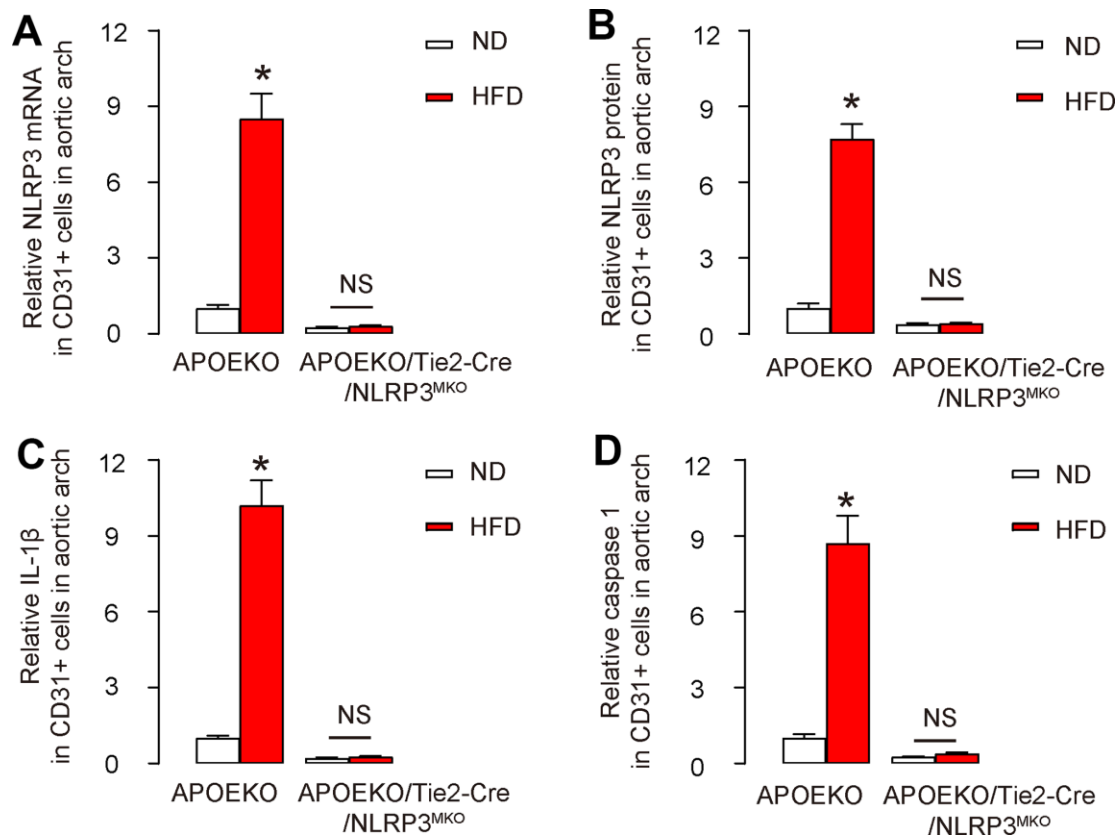 A
Relative NLRP3 mRNA
in CD31+ cells in aortic arch
12
9
6
3
0
*
NS
ND
HFD
APOEKO
APOEKO/Tie2-Cre
/NLRP3ᴹᴷᴼ
B
Relative NLRP3 protein
in CD31+ cells in aortic arch
12
9
6
3
0
*
NS
ND
HFD
APOEKO
APOEKO/Tie2-Cre
/NLRP3ᴹᴷᴼ
C
Relative IL-1β
in CD31+ cells in aortic arch
12
9
6
3
0
*
NS
ND
HFD
APOEKO
APOEKO/Tie2-Cre
/NLRP3ᴹᴷᴼ
D
Relative caspase 1
in CD31+ cells in aortic arch
12
9
6
3
0
*
NS
ND
HFD
APOEKO
APOEKO/Tie2-Cre
/NLRP3ᴹᴷᴼ